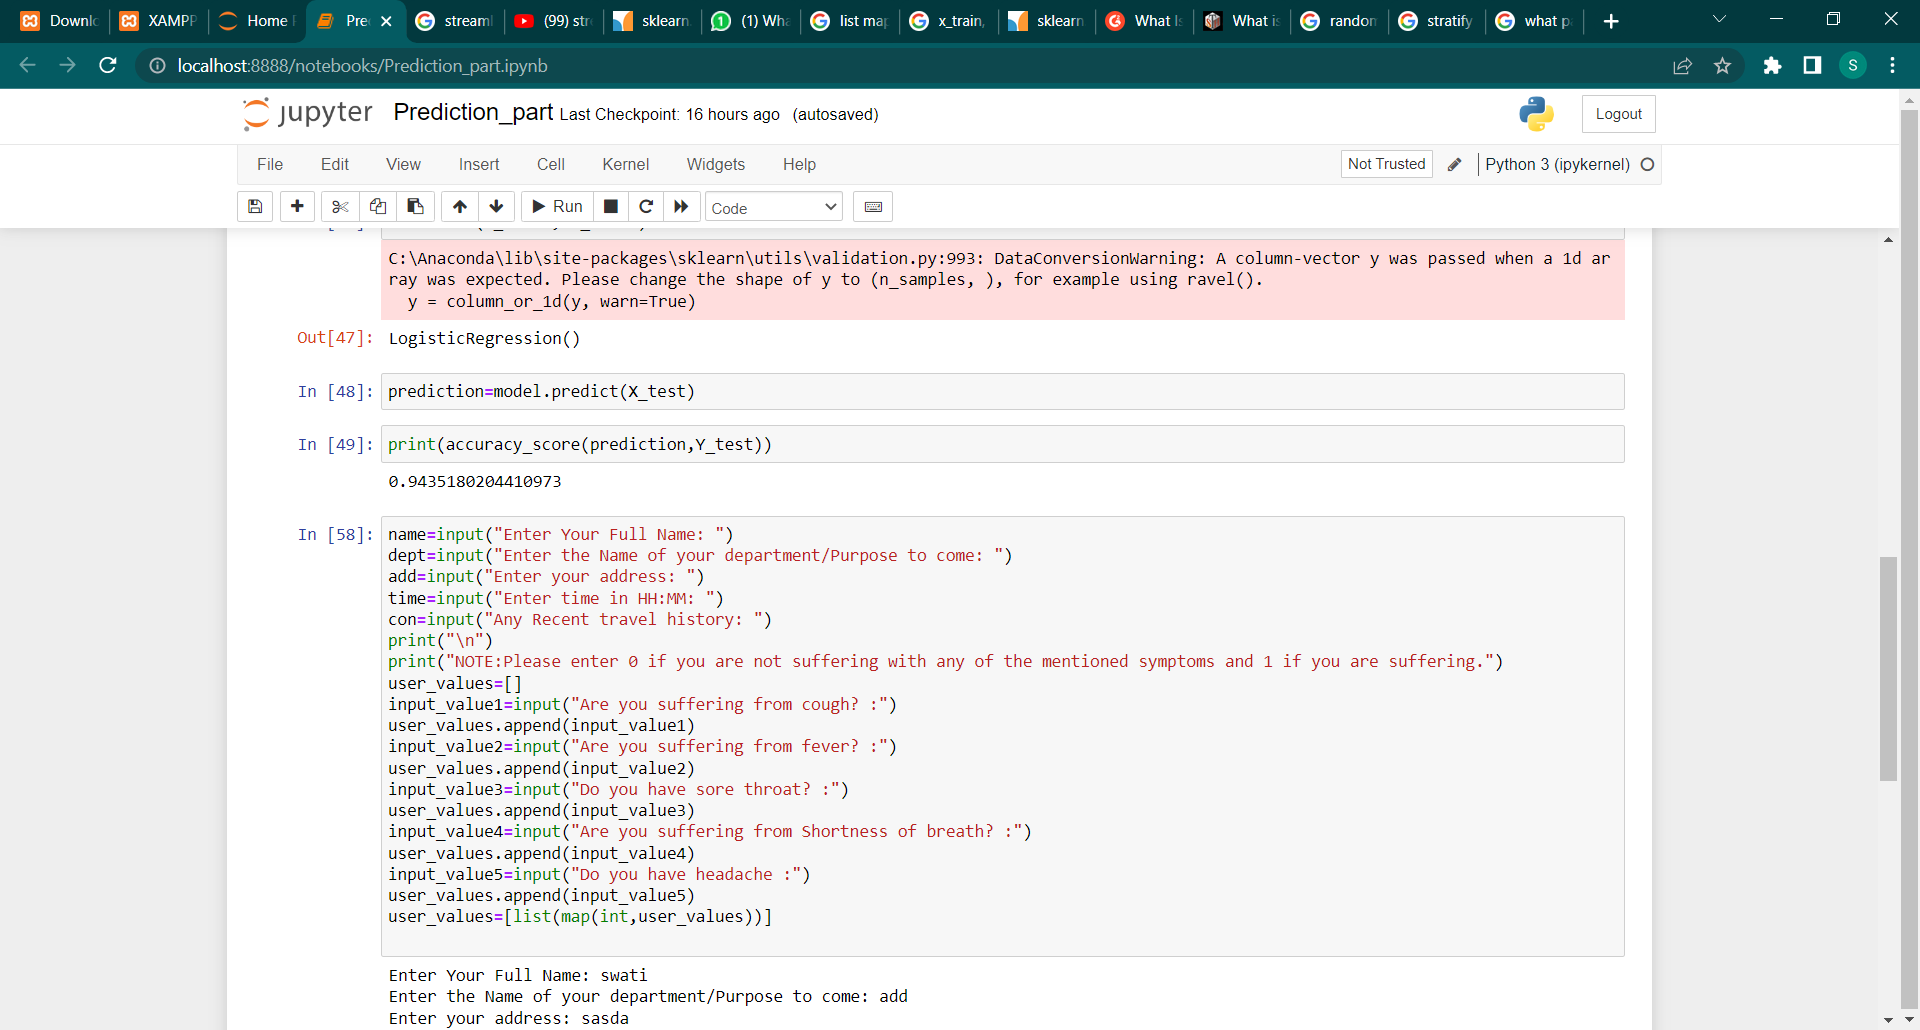 Downlc XAMPP Home Pre streaml (99) str sklearn (1) Wha list map x_train, sklearn What Is What is random stratify what p
localhost:8888/notebooks/Prediction_part.ipynb S
jupyter Prediction_part Last Checkpoint: 16 hours ago (autosaved) Logout
File Edit View Insert Cell Kernel Widgets Help Not Trusted Python 3 (ipykernel)
Run Code
C:\Anaconda\lib\site-packages\sklearn\utils\validation.py:993: DataConversionWarning: A column-vector y was passed when a 1d ar
ray was expected. Please change the shape of y to (n_samples, ), for example using ravel().
y = column_or_1d(y, warn=True)
Out[47]: LogisticRegression()
In [48]: prediction=model.predict(X_test)
In [49]: print(accuracy_score(prediction,Y_test))
0.9435180204410973
In [58]: name=input("Enter Your Full Name: ")
dept=input("Enter the Name of your department/Purpose to come: ")
add=input("Enter your address: ")
time=input("Enter time in HH:MM: ")
con=input("Any Recent travel history: ")
print("\n")
print("NOTE:Please enter 0 if you are not suffering with any of the mentioned symptoms and 1 if you are suffering.")
user_values=[]
input_value1=input("Are you suffering from cough? :")
user_values.append(input_value1)
input_value2=input("Are you suffering from fever? :")
user_values.append(input_value2)
input_value3=input("Do you have sore throat? :")
user_values.append(input_value3)
input_value4=input("Are you suffering from Shortness of breath? :")
user_values.append(input_value4)
input_value5=input("Do you have headache :")
user_values.append(input_value5)
user_values=[list(map(int,user_values))]
Enter Your Full Name: swati
Enter the Name of your department/Purpose to come: add
Enter your address: sasda